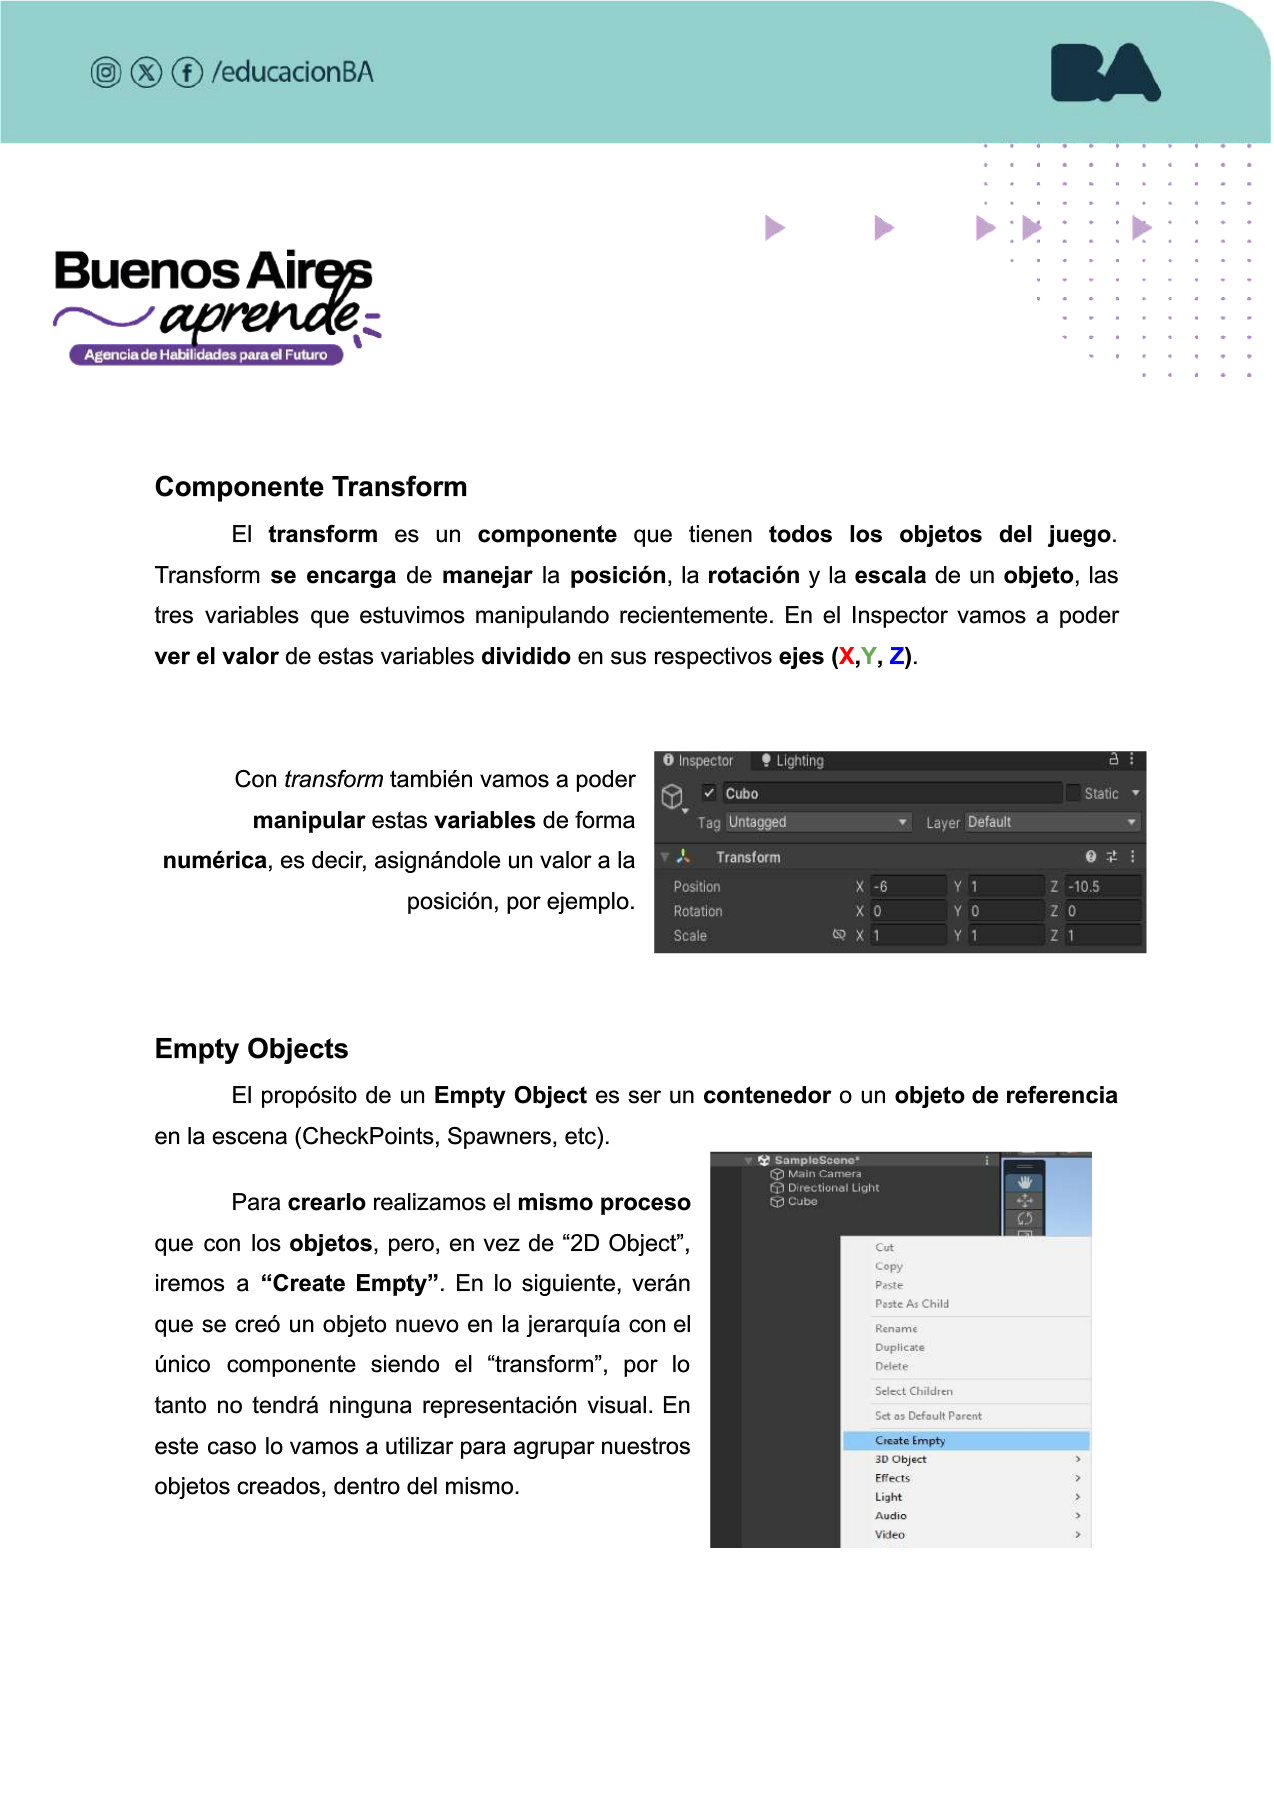 /educacionBA
BA
Buenos Aires
aprende
Agencia de Habilidades para el Futuro
Componente Transform
El transform es un componente que tienen todos los objetos del juego.
Transform se encarga de manejar la posición, la rotación y la escala de un objeto, las
tres variables que estuvimos manipulando recientemente. En el Inspector vamos a poder
ver el valor de estas variables dividido en sus respectivos ejes (X,Y, Z).
Con transform también vamos a poder
manipular estas variables de forma
numérica, es decir, asignándole un valor a la
posición, por ejemplo.
Inspector Lighting
Cubo Static
Tag Untagged Layer Default
Transform
Position X -6 Y 1 Z -10.5
Rotation X 0 Y 0 Z 0
Scale X 1 Y 1 Z 1
Empty Objects
El propósito de un Empty Object es ser un contenedor o un objeto de referencia
en la escena (CheckPoints, Spawners, etc).
Para crearlo realizamos el mismo proceso
que con los objetos, pero, en vez de “2D Object”,
iremos a “Create Empty”. En lo siguiente, verán
que se creó un objeto nuevo en la jerarquía con el
único componente siendo el “transform”, por lo
tanto no tendrá ninguna representación visual. En
este caso lo vamos a utilizar para agrupar nuestros
objetos creados, dentro del mismo.
SampleScene*
Main Camera
Directional Light
Cube
Cut
Copy
Paste
Paste As Child
Rename
Duplicate
Delete
Select Children
Set as Default Parent
Create Empty
3D Object
Effects
Light
Audio
Video